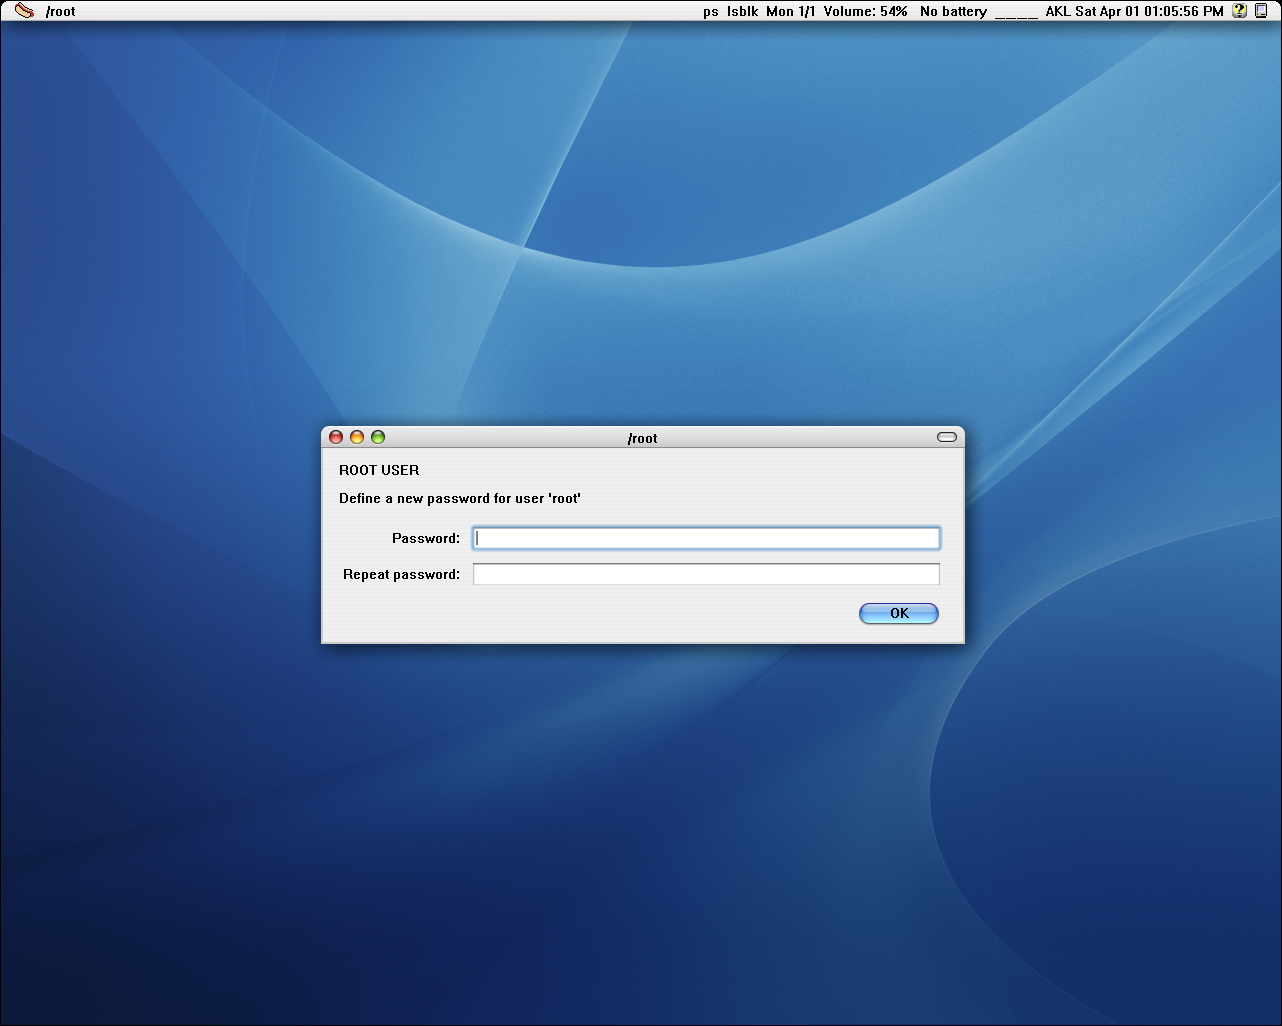 /root ps lsblk Mon 1/1 Volume: 54% No battery ____ AKL Sat Apr 01 01:05:56 PM ?
/root
ROOT USER
Define a new password for user 'root'
Password:
Repeat password:
OK